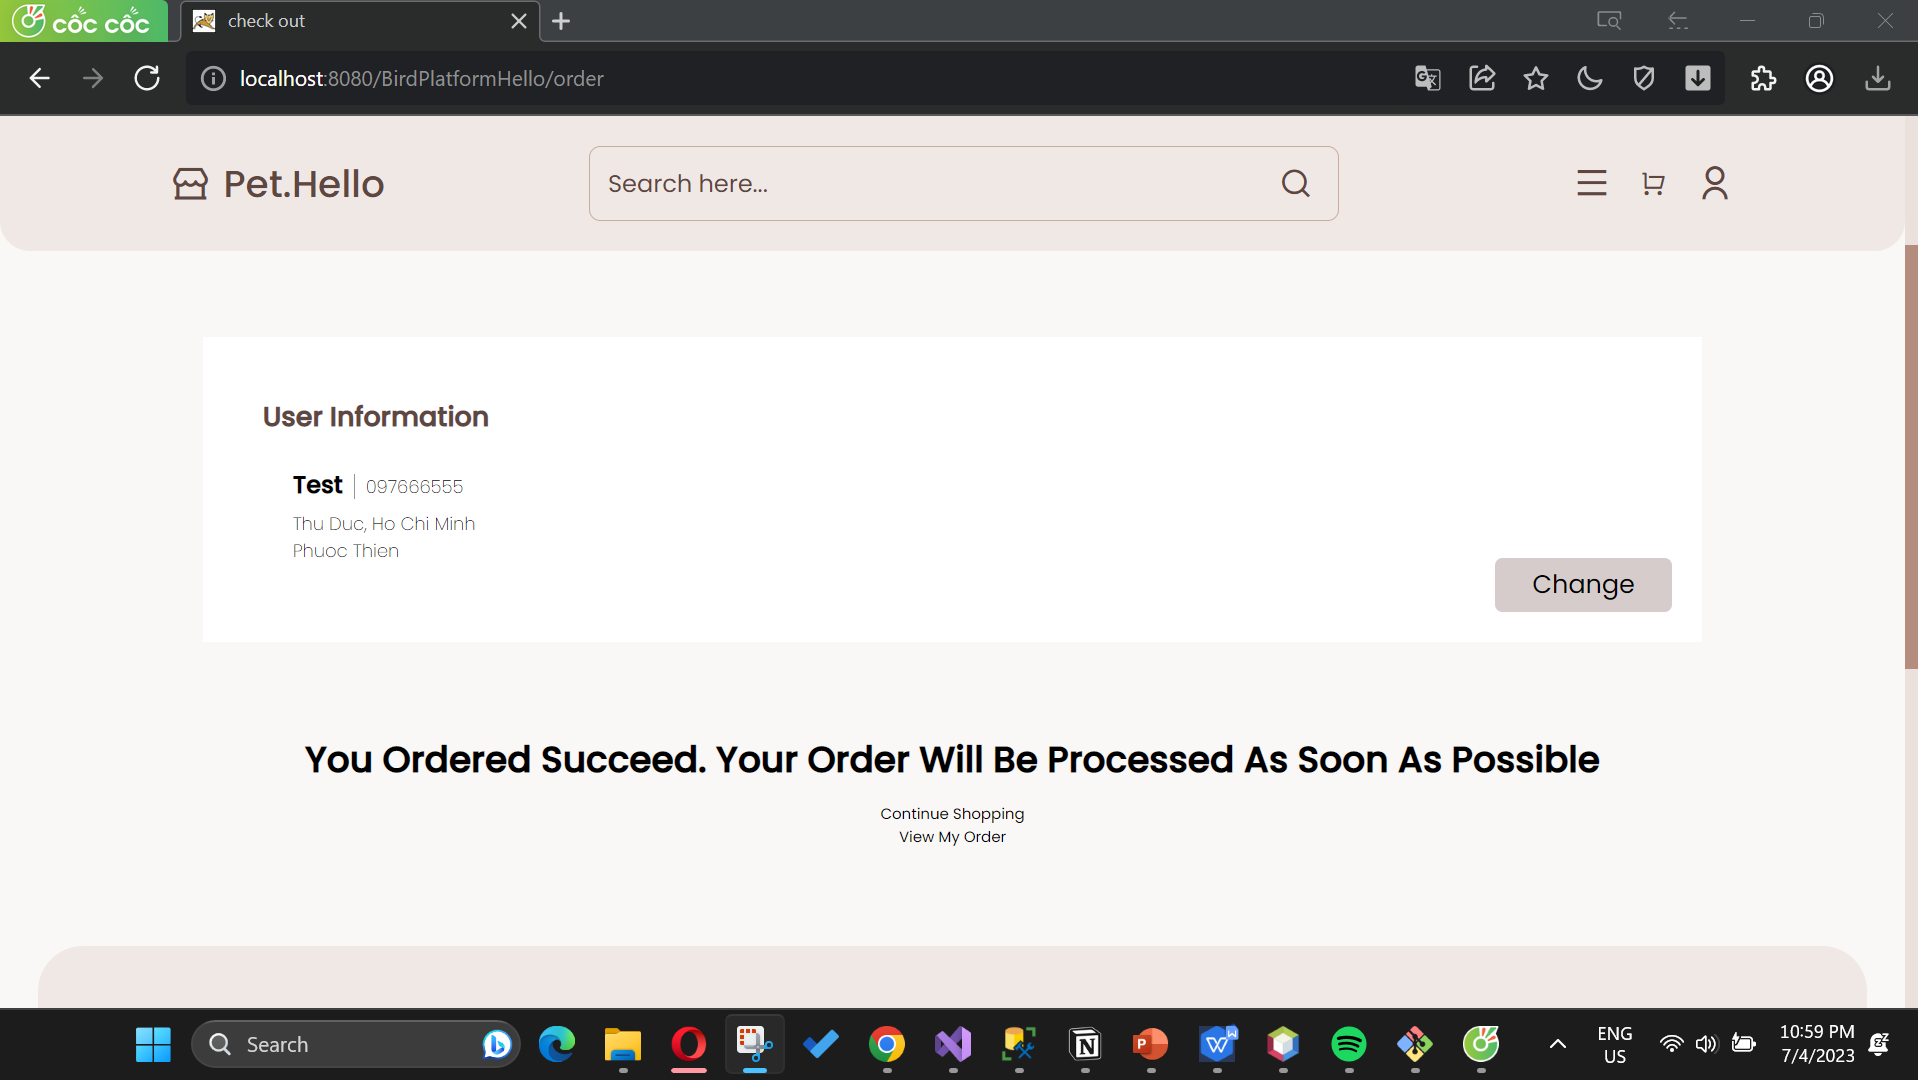 cốc cốc
check out
localhost:8080/BirdPlatformHello/order
Pet.Hello
Search here...
User Information
Test
097666555
Thu Duc, Ho Chi Minh
Phuoc Thien
Change
You Ordered Succeed. Your Order Will Be Processed As Soon As Possible
Continue Shopping
View My Order
Search
ENG
US
10:59 PM
7/4/2023